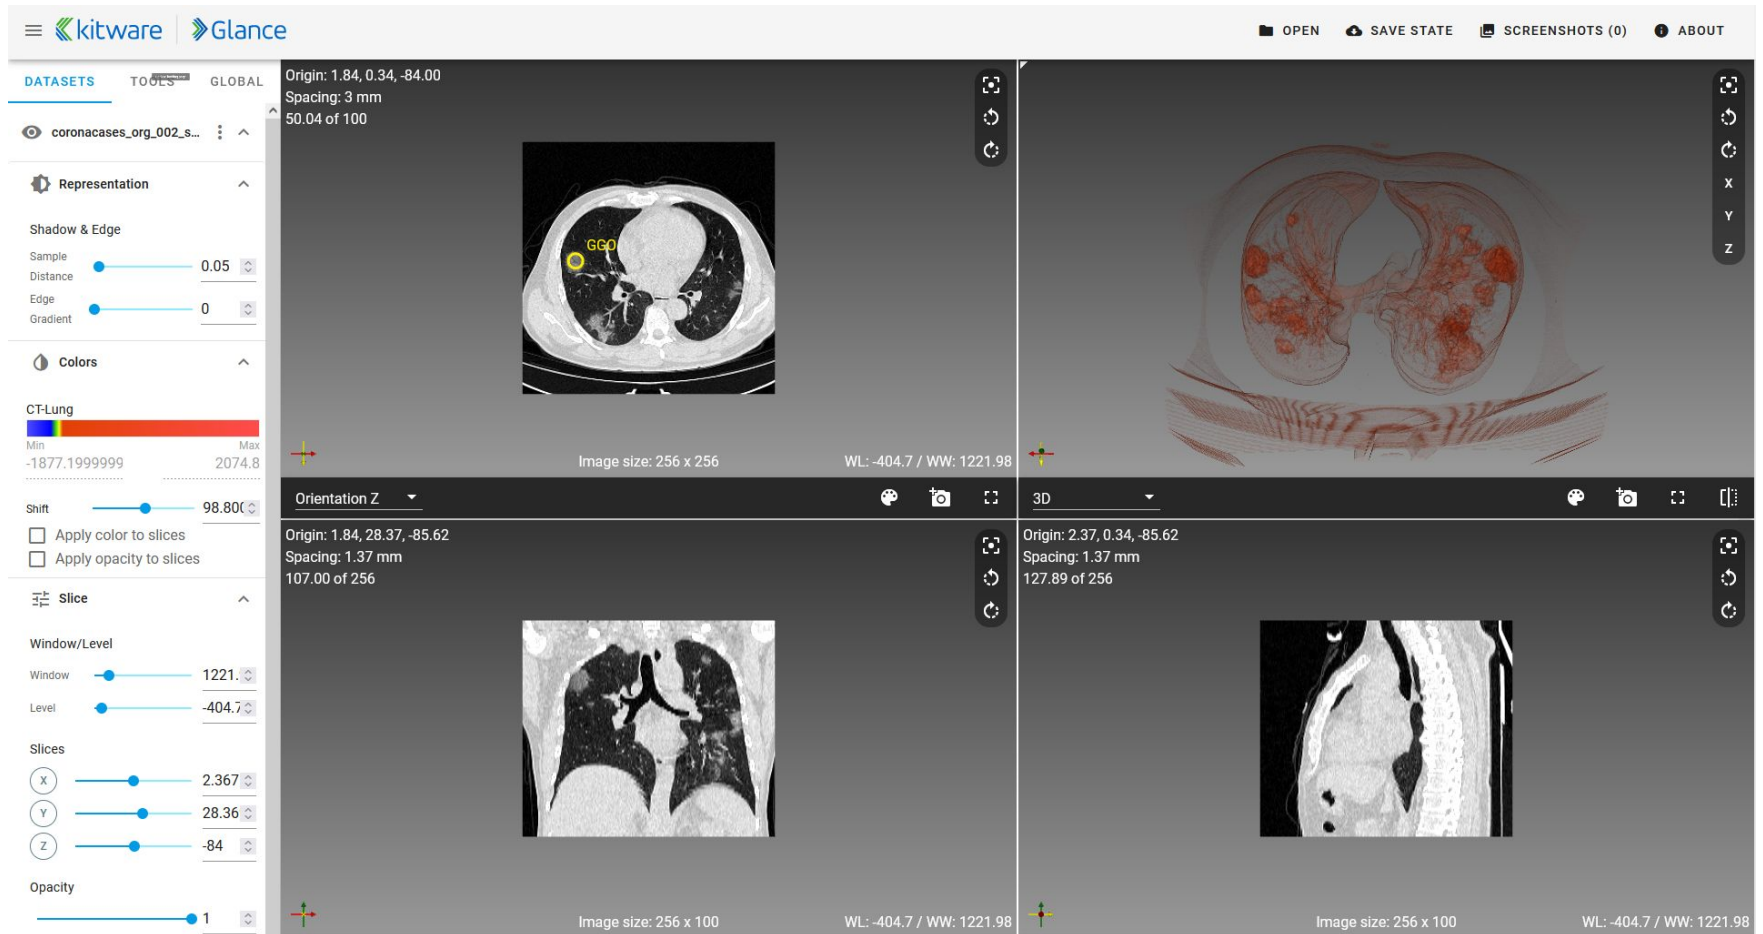 kitware Glance
OPEN SAVE STATE SCREENSHOTS (0) ABOUT
DATASETS TOOLS GLOBAL
coronacases_org_002_s...
Representation
Shadow & Edge
Sample
Distance
0.05
Edge
Gradient
0
Colors
CT-Lung
Min Max
-1877.1999999 2074.8
Shift 98.800
Apply color to slices
Apply opacity to slices
Slice
Window/Level
Window 1221.
Level -404.7
Slices
X 2.367
Y 28.36
Z -84
Opacity
1
Origin: 1.84, 0.34, -84.00
Spacing: 3 mm
50.04 of 100
GGO
Image size: 256 x 256 WL: -404.7 / WW: 1221.98
Orientation Z
X
Y
Z
3D
Origin: 1.84, 28.37, -85.62
Spacing: 1.37 mm
107.00 of 256
Image size: 256 x 100 WL: -404.7 / WW: 1221.98
Origin: 2.37, 0.34, -85.62
Spacing: 1.37 mm
127.89 of 256
Image size: 256 x 100 WL: -404.7 / WW: 1221.98